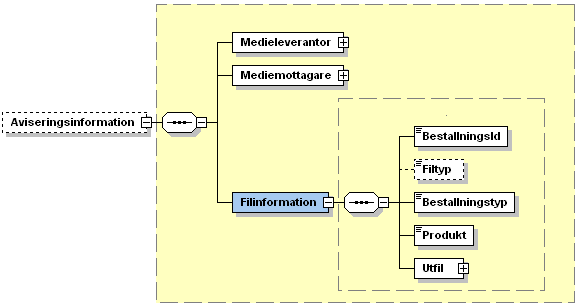 Medieleverantor
Mediemottagare
Aviseringsinformation
BestallningsId
Filtyp
Filinformation
Bestallningstyp
Produkt
Utfil